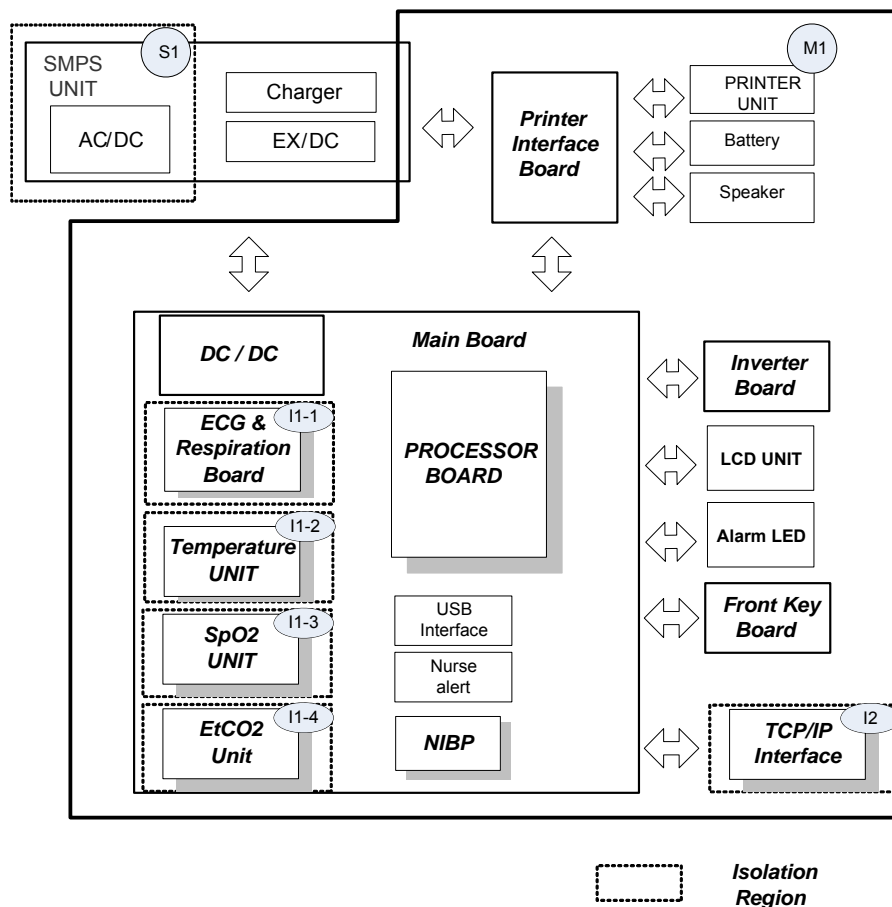 S1
SMPS
UNIT
AC/DC
Charger
EX/DC
Printer
Interface
Board
M1
PRINTER
UNIT
Battery
Speaker
DC / DC
Main Board
I1-1
ECG &
Respiration
Board
PROCESSOR
BOARD
I1-2
Temperature
UNIT
I1-3
SpO2
UNIT
I1-4
EtCO2
Unit
USB
Interface
Nurse
alert
NIBP
Inverter
Board
LCD UNIT
Alarm LED
Front Key
Board
I2
TCP/IP
Interface
Isolation
Region